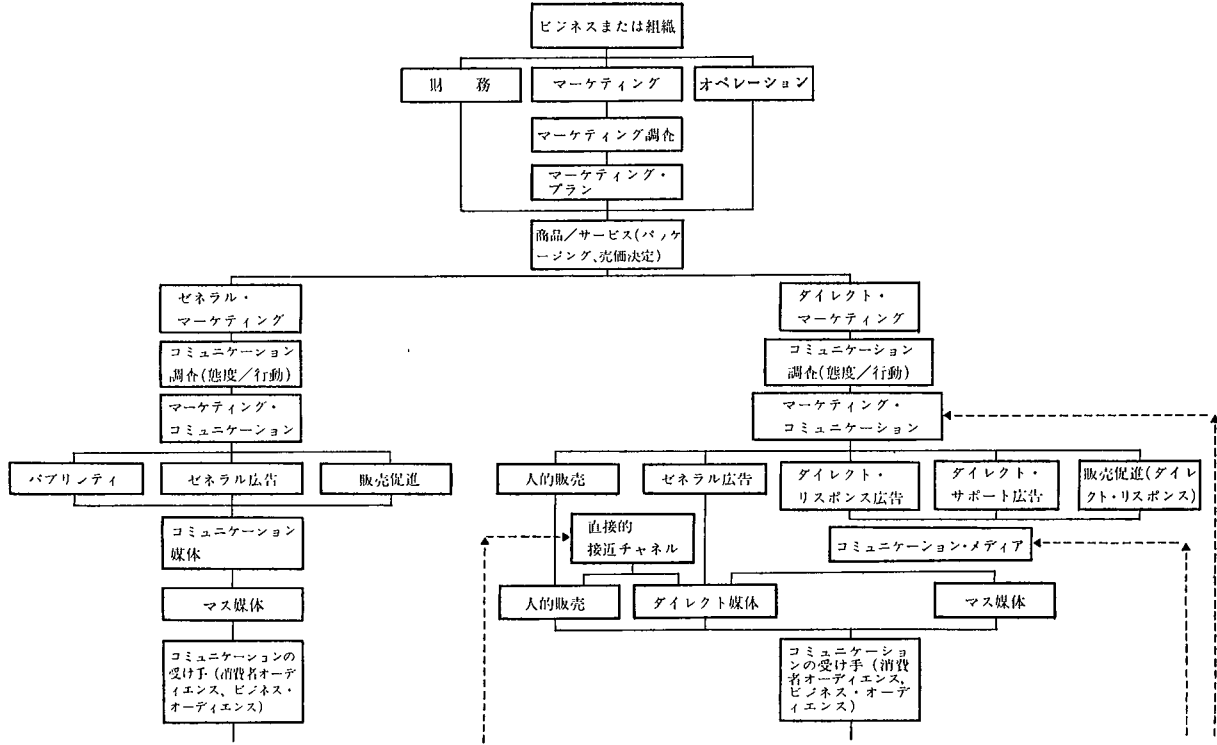 ビジネスまたは組織
財　務
マーケティング
オペレーション
マーケティング調査
マーケティング・
プラン
商品／サービス(パッケ
ージング、売価決定)
ゼネラル・
マーケティング
ダイレクト・
マーケティング
コミュニケーション
調査(態度／行動)
コミュニケーション
調査(態度／行動)
マーケティング・
コミュニケーション
マーケティング・
コミュニケーション
パブリシティ
ゼネラル広告
販売促進
人的販売
ゼネラル広告
ダイレクト・
リスポンス広告
ダイレクト・
サポート広告
販売促進(ダイレ
クト・リスポンス)
コミュニケーション
媒体
直接的
接近チャネル
コミュニケーション・メディア
マス媒体
人的販売
ダイレクト媒体
マス媒体
コミュニケーションの
受け手 (消費者オーデ
ィエンス、ビジネス・
オーディエンス)
コミュニケーショ
ンの受け手 (消費
者オーディエンス,
ビジネス・オーデ
ィエンス)